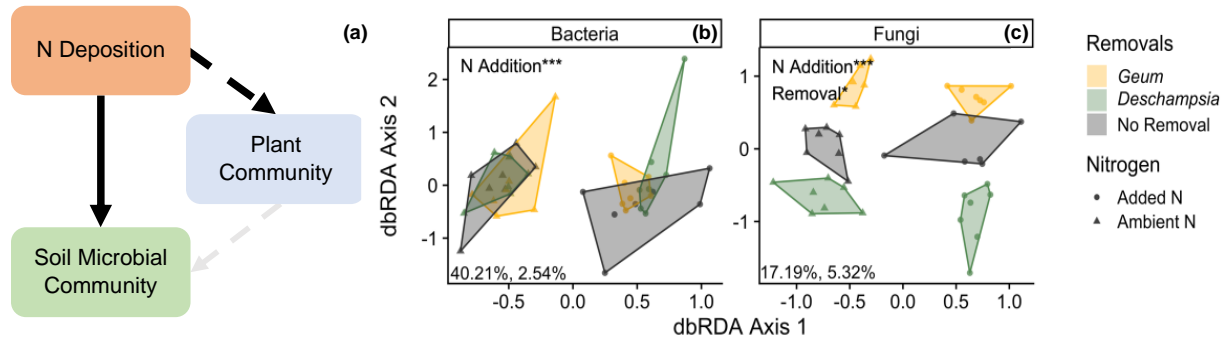 N Deposition
Plant
Community
Soil Microbial
Community
(a)
Bacteria
(b)
N Addition***
2
1
0
-1
40.21%, 2.54%
-0.5
0.0
0.5
1.0
dbRDA Axis 2
Fungi
(c)
N Addition***
Removal*
1
0
-1
17.19%, 5.32%
-1.0
-0.5
0.0
0.5
1.0
dbRDA Axis 1
Removals
Geum
Deschampsia
No Removal
Nitrogen
Added N
Ambient N